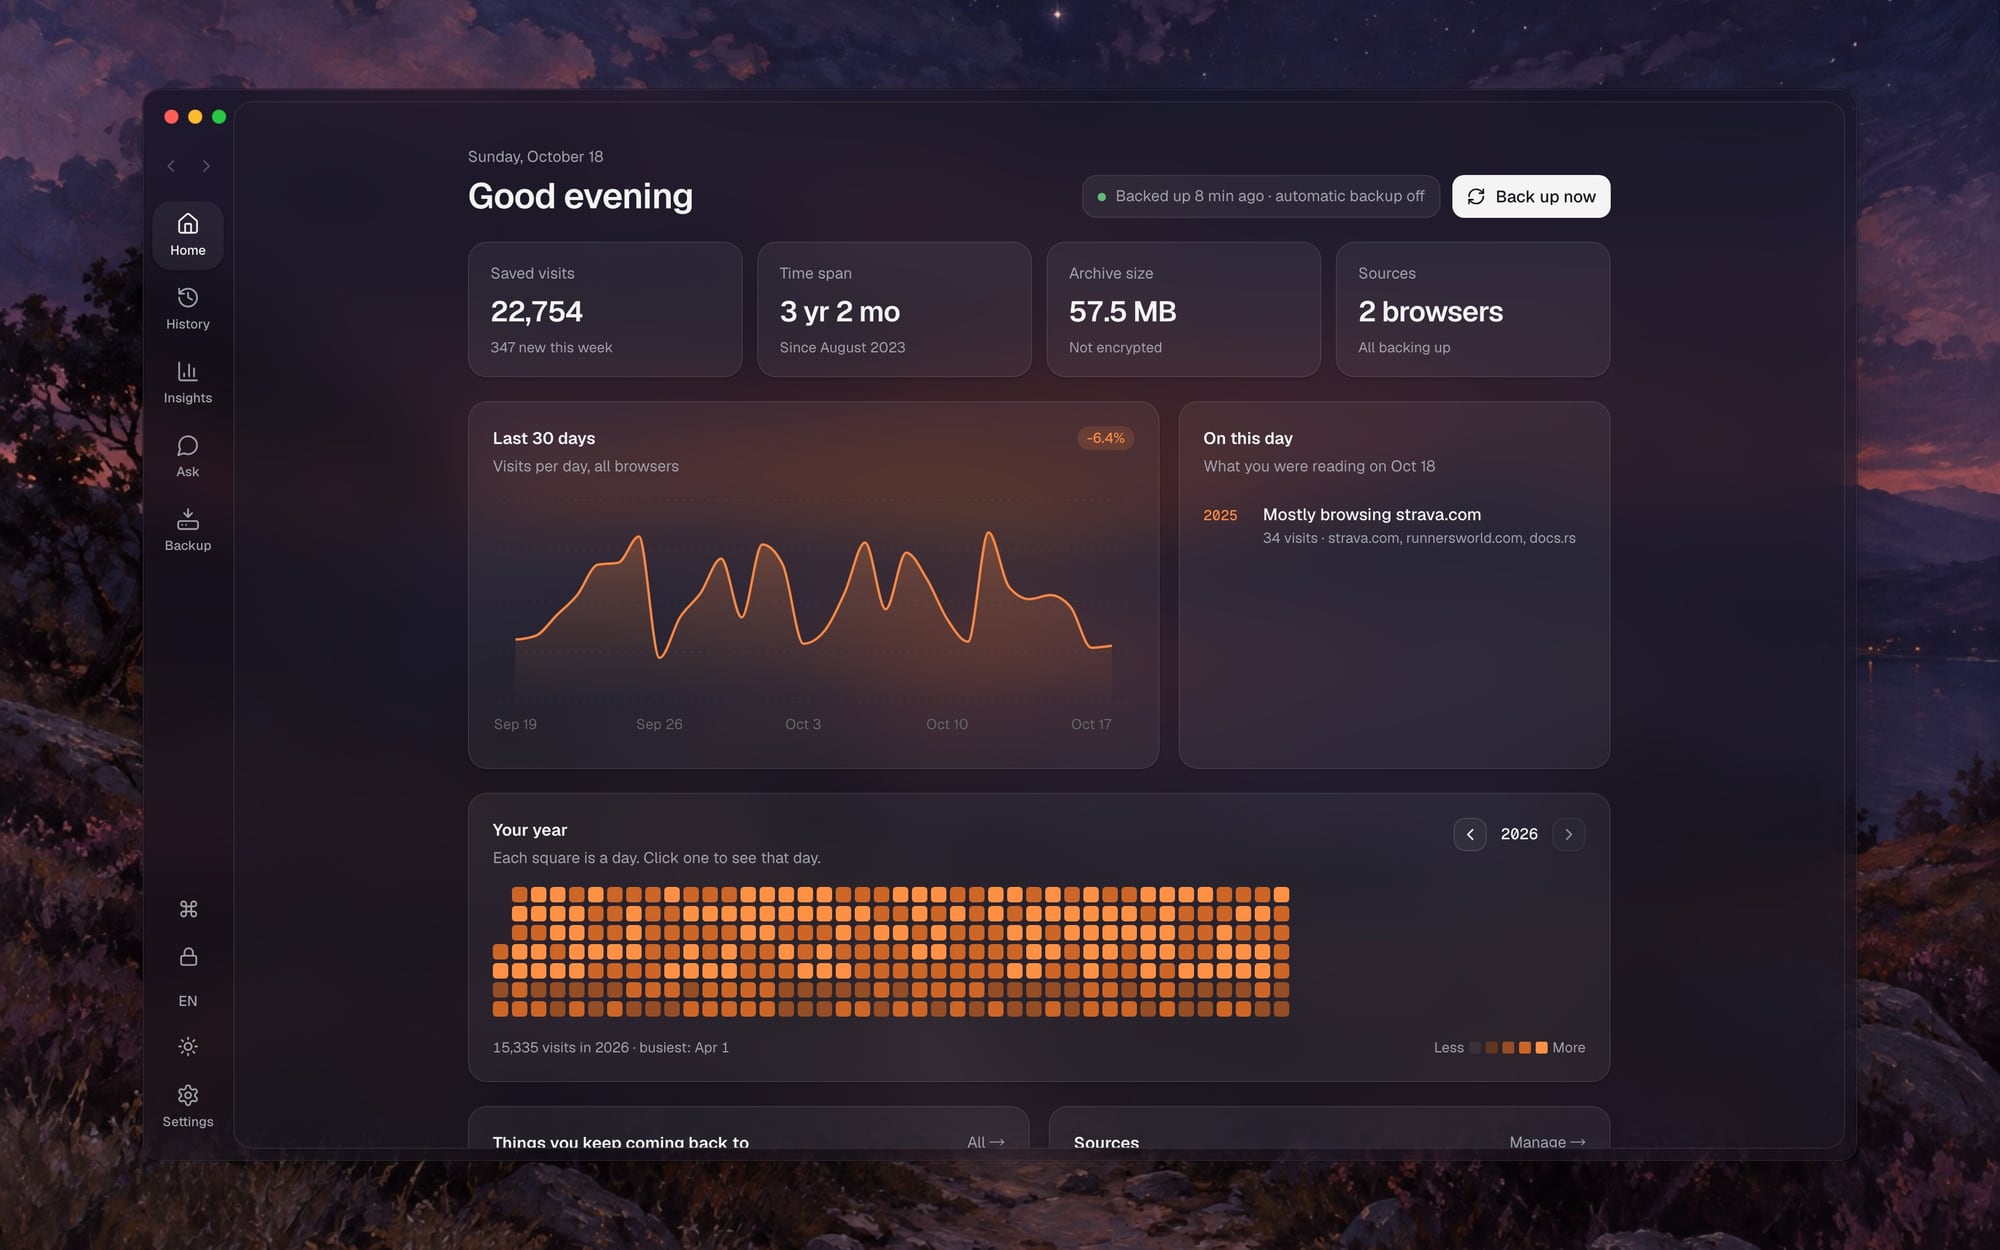 Sunday, October 18
Good evening
Backed up 8 min ago · automatic backup off
Back up now
Home
History
Insights
Ask
Backup
EN
Settings
Saved visits
22,754
347 new this week
Time span
3 yr 2 mo
Since August 2023
Archive size
57.5 MB
Not encrypted
Sources
2 browsers
All backing up
Last 30 days
-6.4%
Visits per day, all browsers
Sep 19
Sep 26
Oct 3
Oct 10
Oct 17
On this day
What you were reading on Oct 18
2025
Mostly browsing strava.com
34 visits · strava.com, runnersworld.com, docs.rs
Your year
2026
Each square is a day. Click one to see that day.
15,335 visits in 2026 · busiest: Apr 1
Less
More
Things you keep coming back to
All →
Sources
Manage →